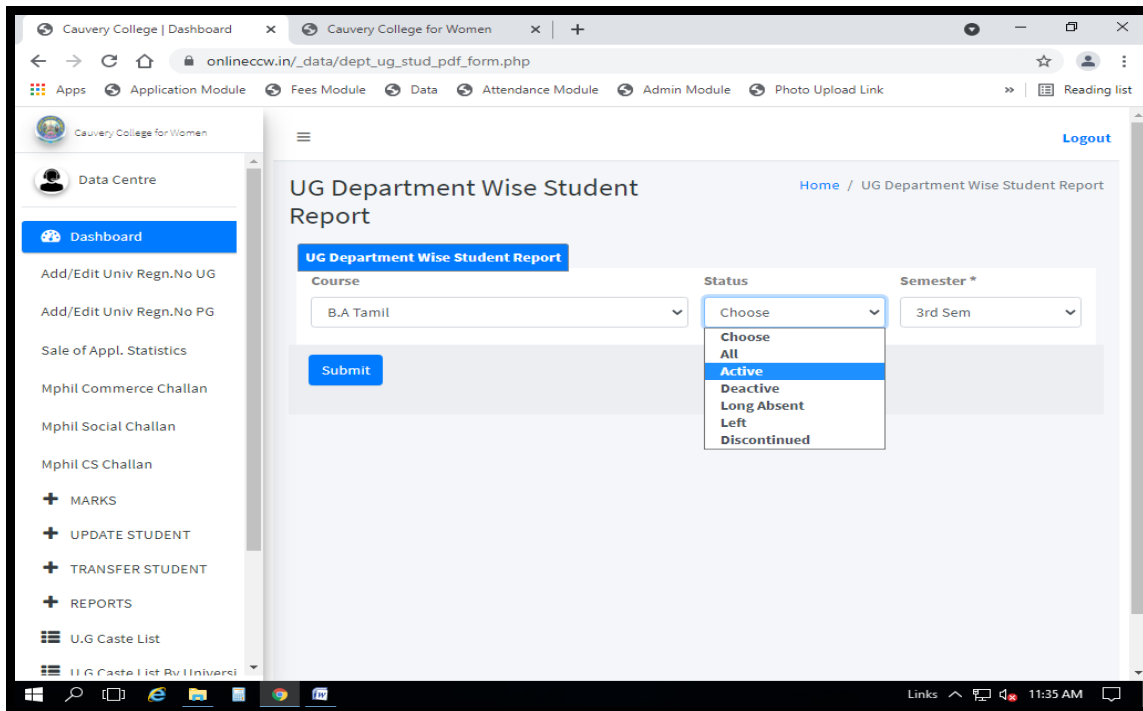 Cauvery College | Dashboard
Cauvery College for Women
onlineccw.in/_data/dept_ug_stud_pdf_form.php
Apps Application Module Fees Module Data Attendance Module Admin Module Photo Upload Link » Reading list
Cauvery College for Women
Logout
Data Centre
UG Department Wise Student
Report
Home / UG Department Wise Student Report
Dashboard
Add/Edit Univ Regn.No UG
Add/Edit Univ Regn.No PG
Sale of Appl. Statistics
Mphil Commerce Challan
Mphil Social Challan
Mphil CS Challan
MARKS
UPDATE STUDENT
TRANSFER STUDENT
REPORTS
U.G Caste List
U.G Caste List By Universi
UG Department Wise Student Report
Course Status Semester *
B.A Tamil Choose 3rd Sem
Choose
All
Active
Deactive
Long Absent
Left
Discontinued
Submit
Links 11:35 AM